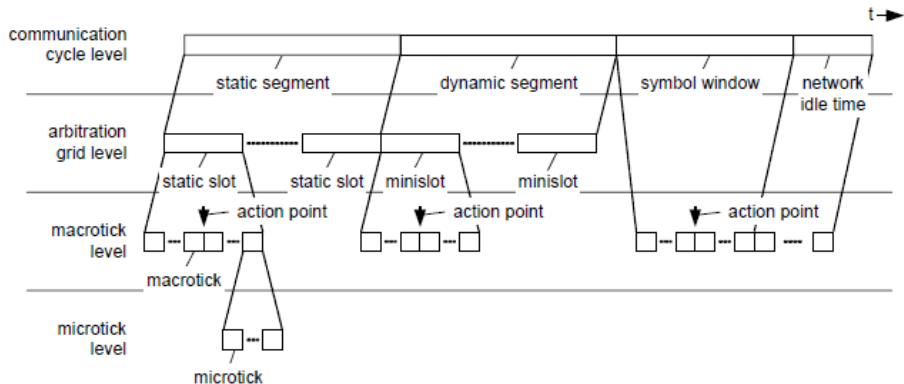 t
communication
cycle level
static segment
dynamic segment
symbol window
network
idle time
arbitration
grid level
static slot
static slot
minislot
minislot
action point
action point
action point
macrotick
level
macrotick
microtick
level
microtick